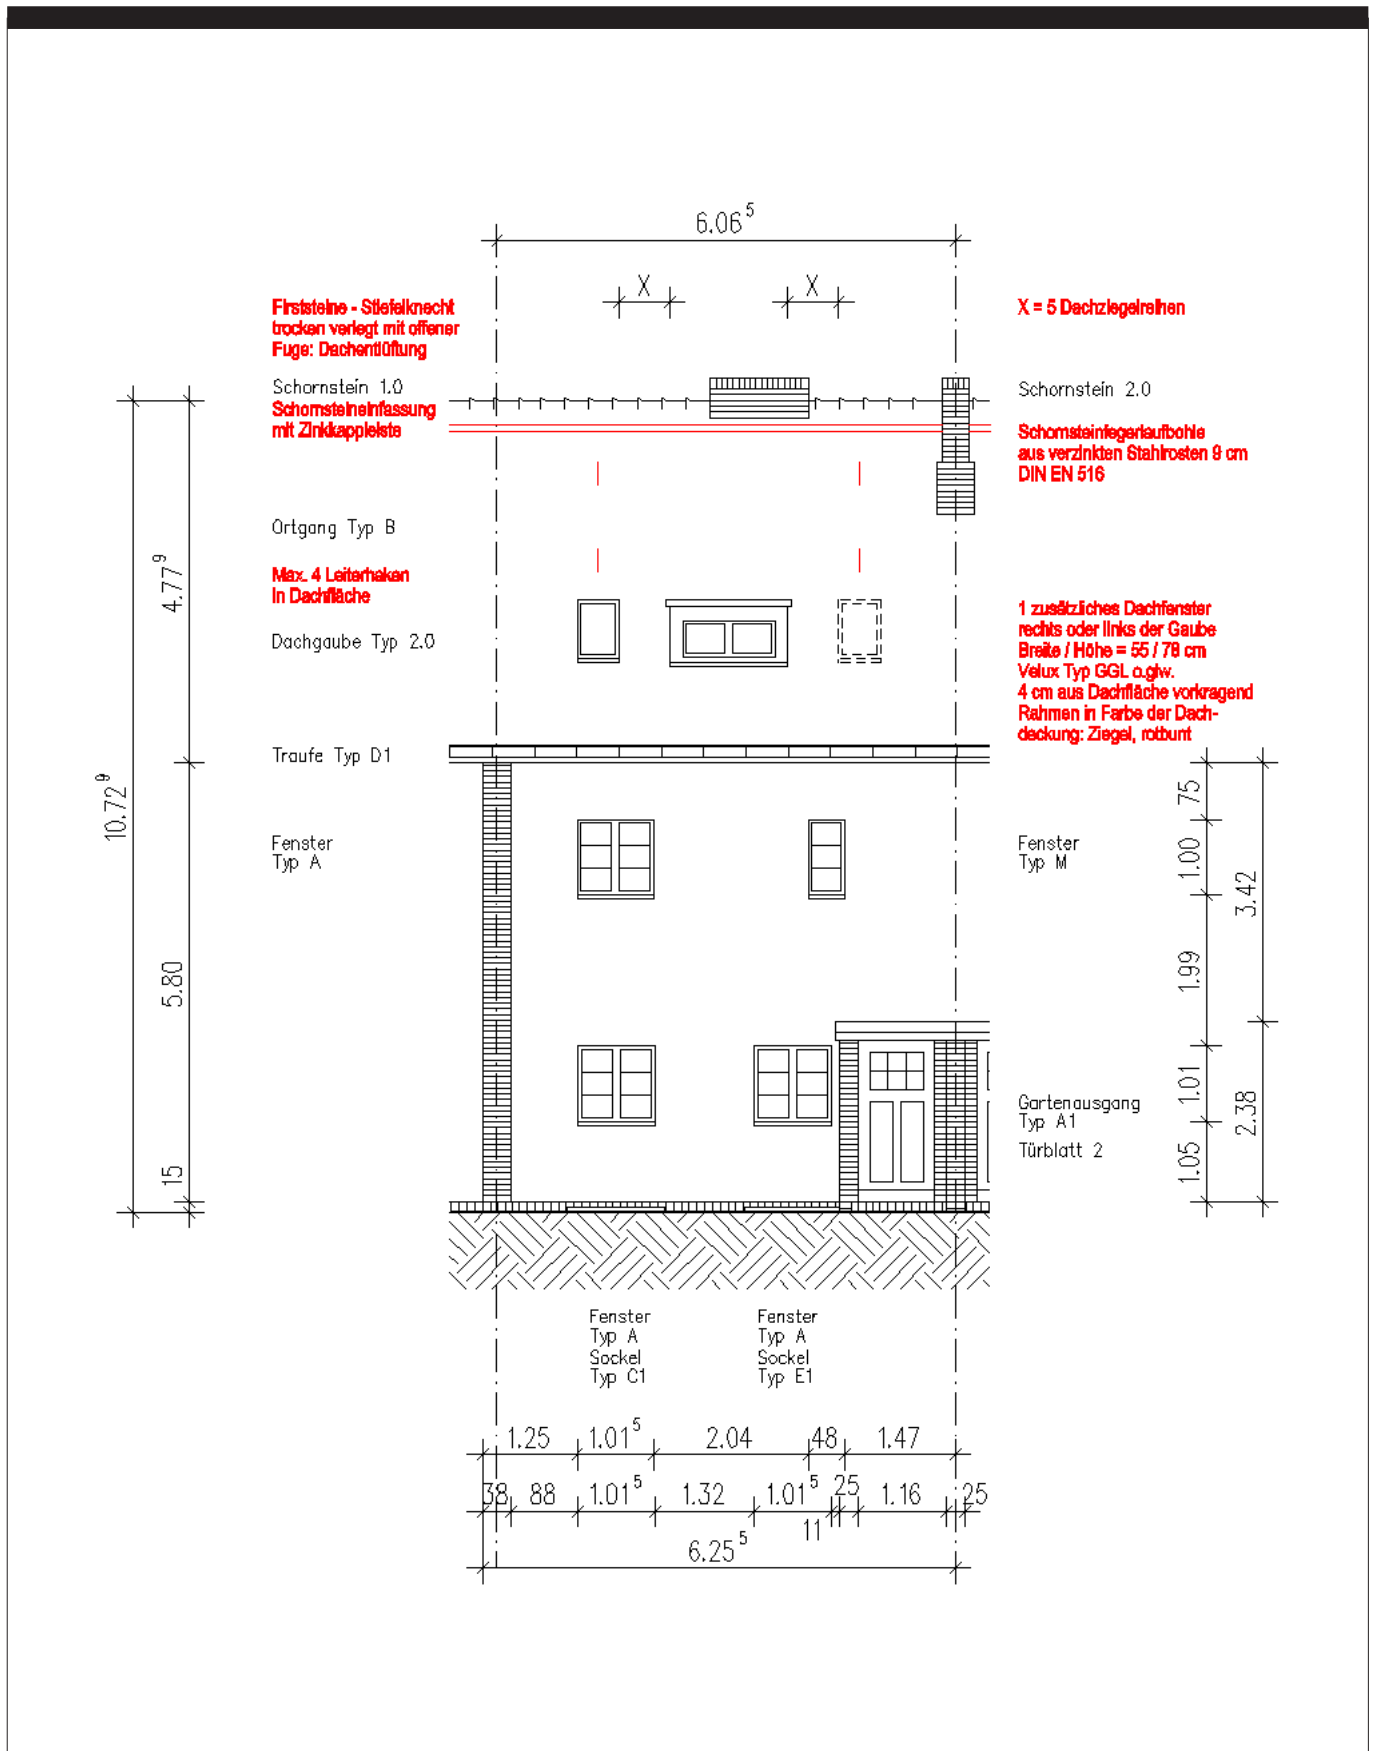 6.06⁵
X
X
Firststeine - Stiefelknecht
trocken verlegt mit offener
Fuge: Dachentlüftung
X = 5 Dachziegelreihen
Schornstein 1.0
Schornsteineinfassung
mit Zinkkappleiste
Schornstein 2.0
Schornsteinfegerlaufbohle
aus verzinkten Stahlrosten 9 cm
DIN EN 516
Ortgang Typ B
Max. 4 Leiterhaken
in Dachfläche
Dachgaube Typ 2.0
1 zusätzliches Dachfenster
rechts oder links der Gaube
Breite / Höhe = 55 / 78 cm
Velux Typ GGL o.glw.
4 cm aus Dachfläche vorkragend
Rahmen in Farbe der Dach-
deckung: Ziegel, rotbunt
Traufe Typ D1
Fenster
Typ A
Fenster
Typ M
Gartenausgang
Typ A1
Türblatt 2
10.72⁹
4.77⁹
5.80
15
75
1.00
1.99
1.01
1.05
3.42
2.38
Fenster
Typ A
Sockel
Typ C1
Fenster
Typ A
Sockel
Typ E1
1.25 1.01⁵ 2.04 48 1.47
38 88 1.01⁵ 1.32 1.01⁵ 25 1.16 25
11
6.25⁵